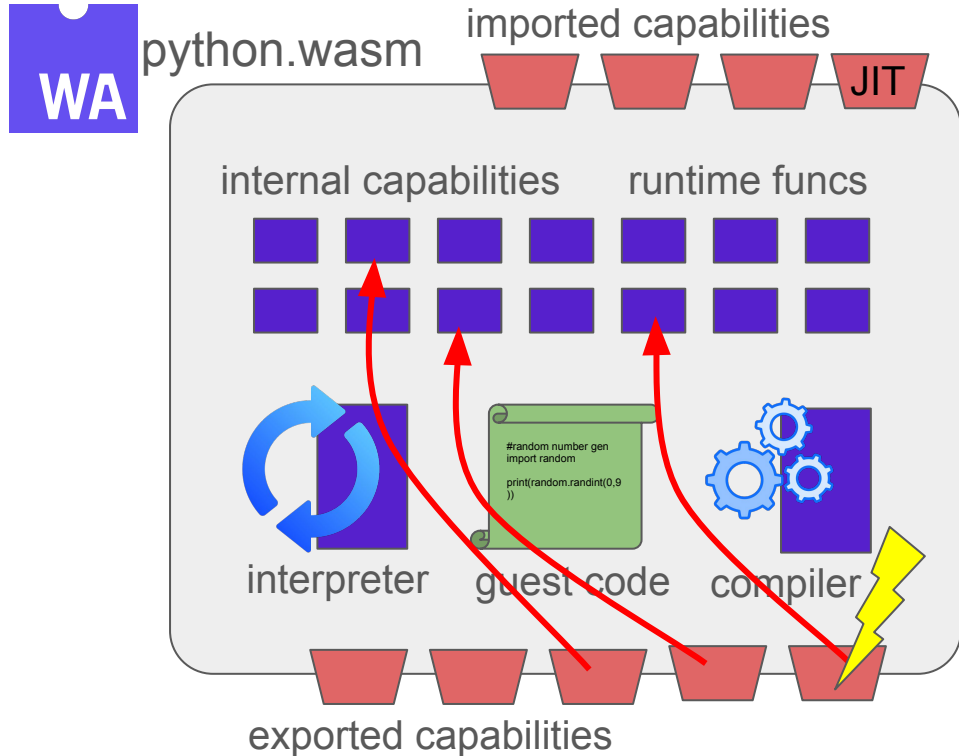 imported capabilities
python.wasm
WA
JIT
internal capabilities
runtime funcs
#random number gen
import random
print(random.randint(0,9
))
interpreter
guest code
compiler
exported capabilities